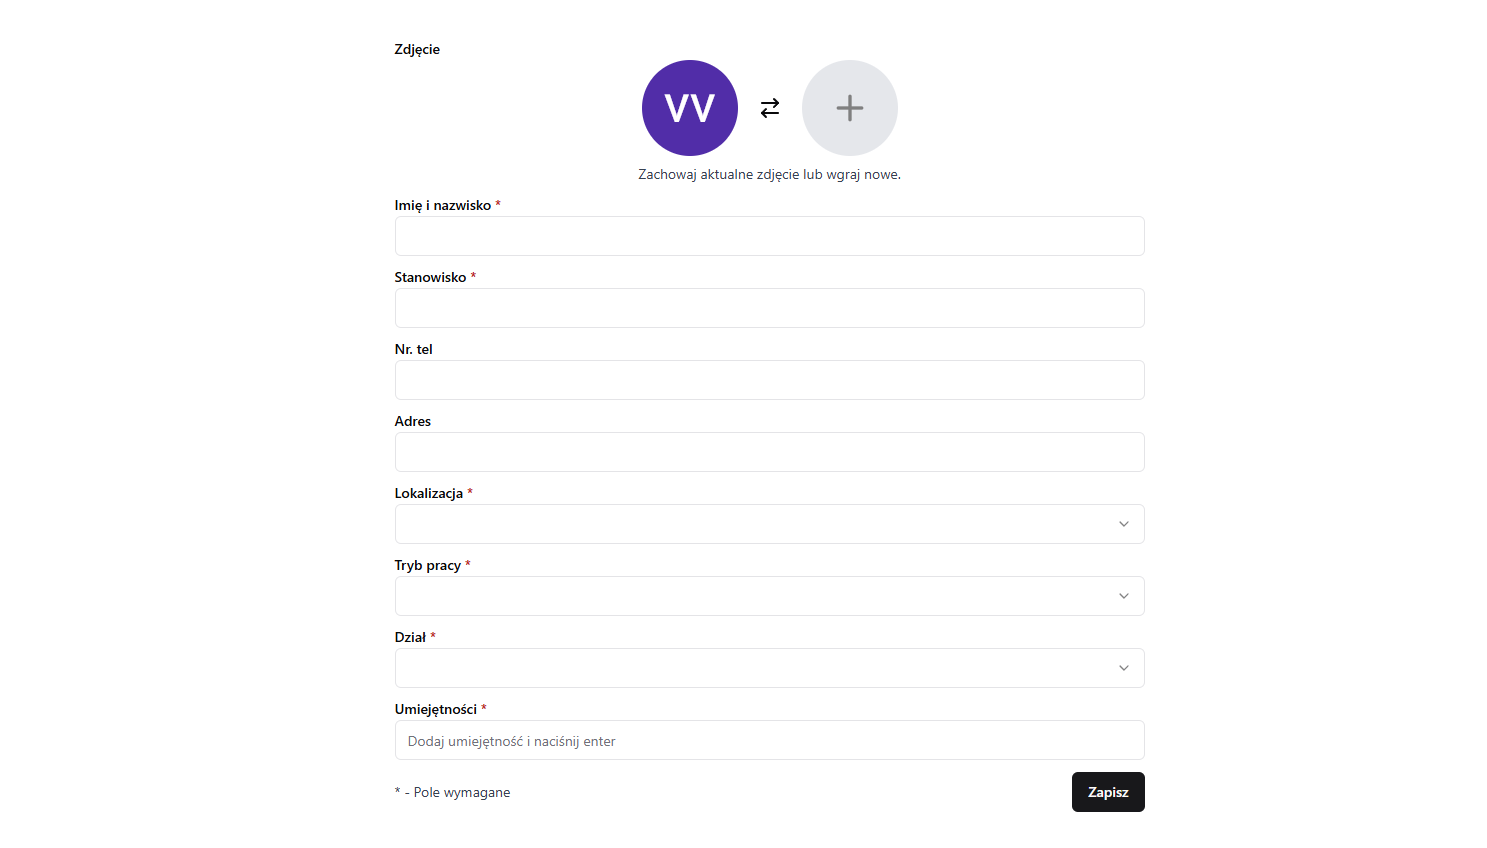 Zdjęcie
VV
Zachowaj aktualne zdjęcie lub wgraj nowe.
Imię i nazwisko *
Stanowisko *
Nr. tel
Adres
Lokalizacja *
Tryb pracy *
Dział *
Umiejętności *
Dodaj umiejętność i naciśnij enter
* - Pole wymagane
Zapisz